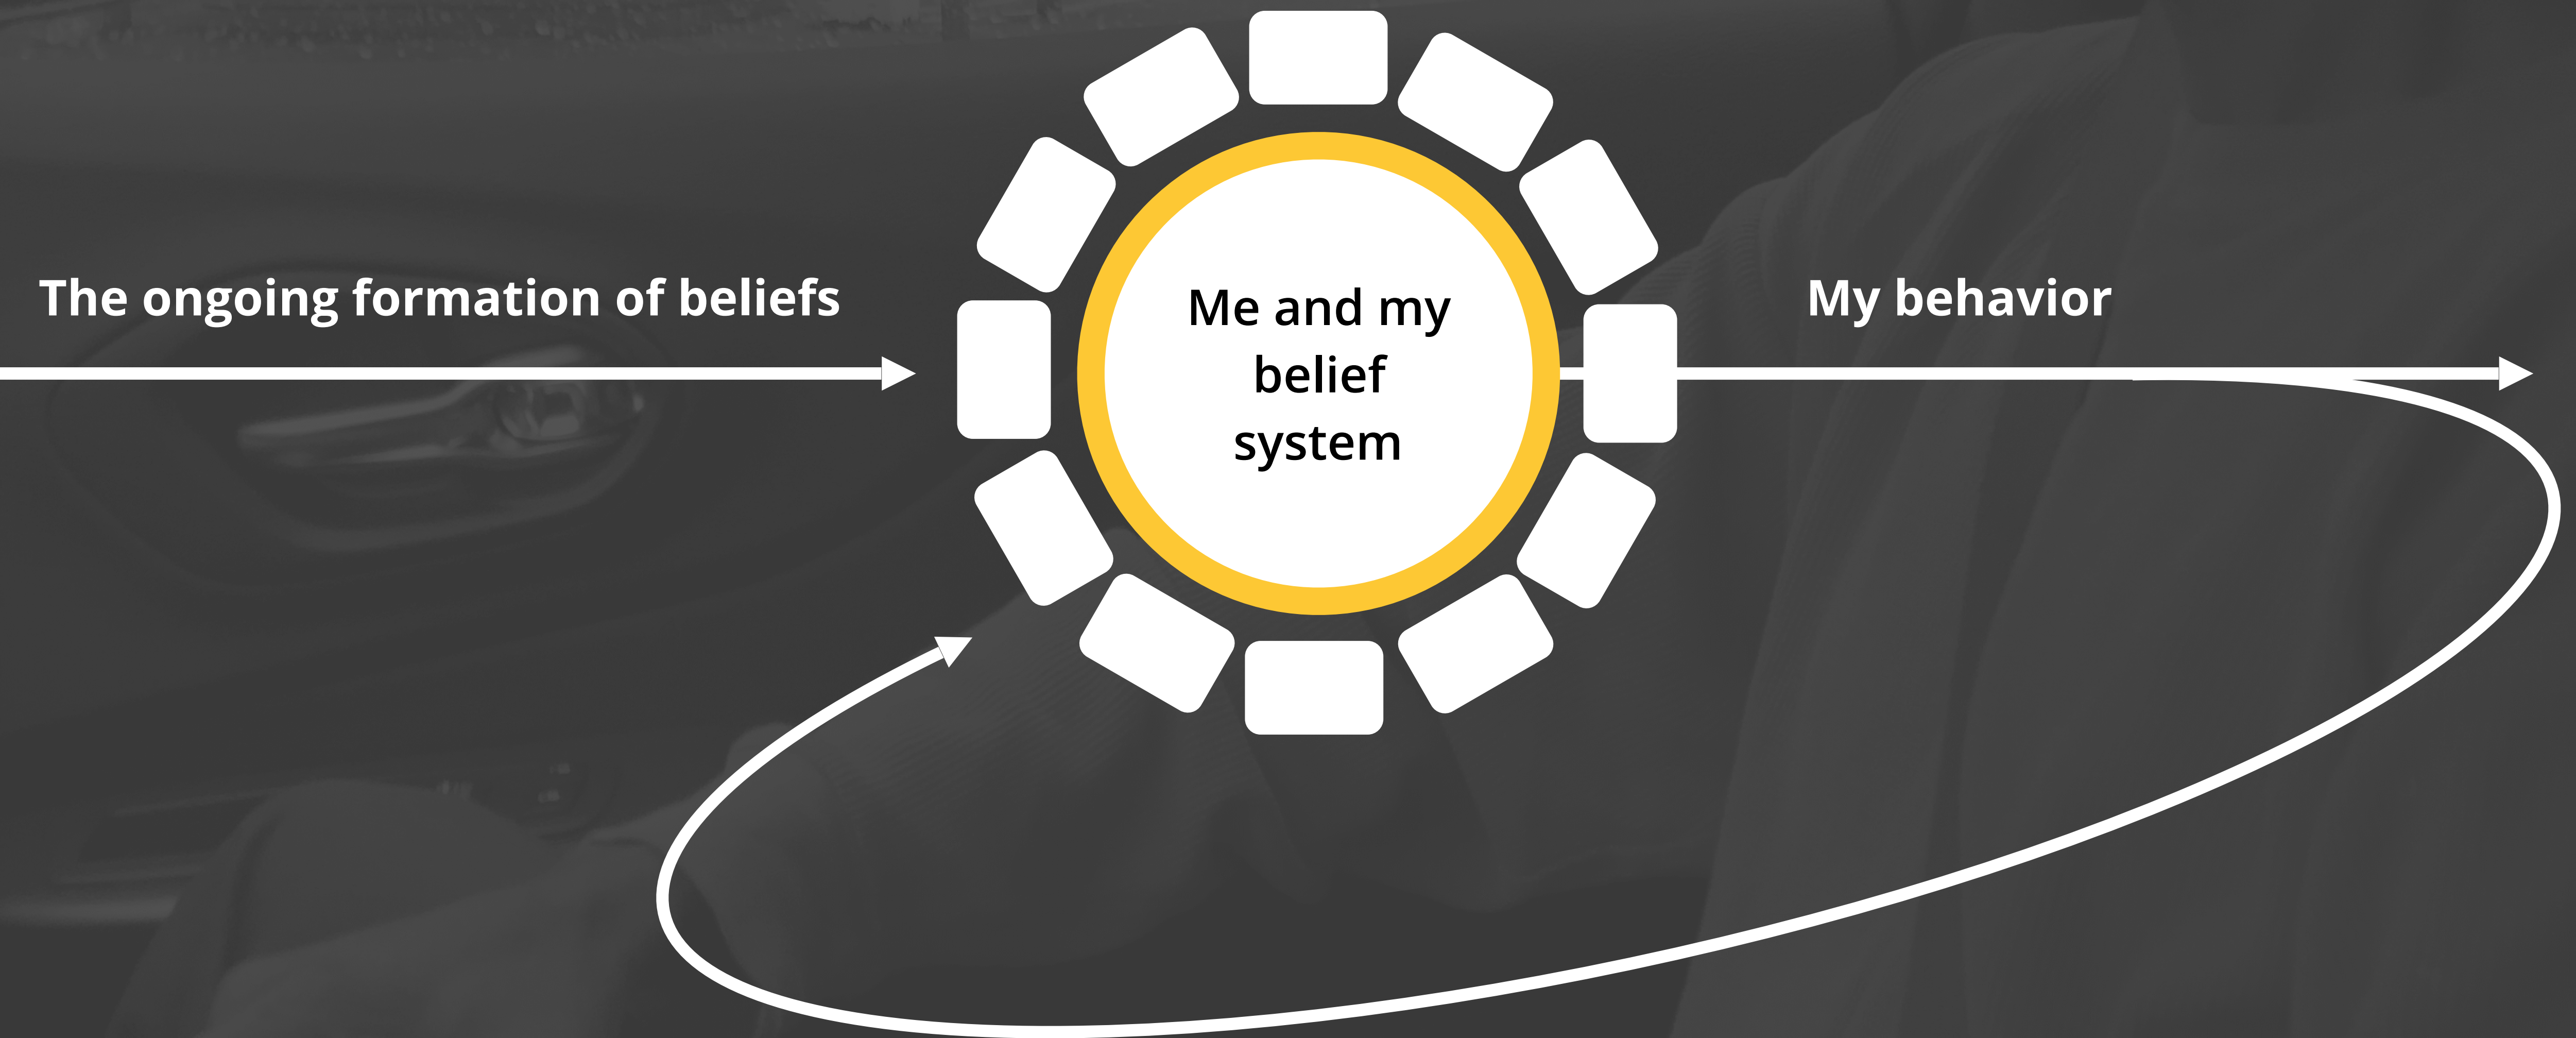 The ongoing formation of beliefs
Me and my
belief
system
My behavior